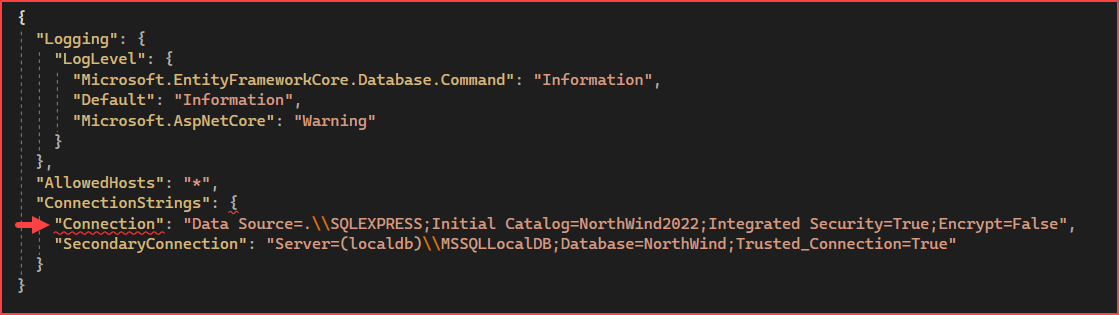 {
"Logging": {
"LogLevel": {
"Microsoft.EntityFrameworkCore.Database.Command": "Information",
"Default": "Information",
"Microsoft.AspNetCore": "Warning"
}
},
"AllowedHosts": "*",
"ConnectionStrings": {
"Connection": "Data Source=.\\SQLEXPRESS;Initial Catalog=NorthWind2022;Integrated Security=True;Encrypt=False",
"SecondaryConnection": "Server=(localdb)\\MSSQLLocalDB;Database=NorthWind;Trusted_Connection=True"
}
}